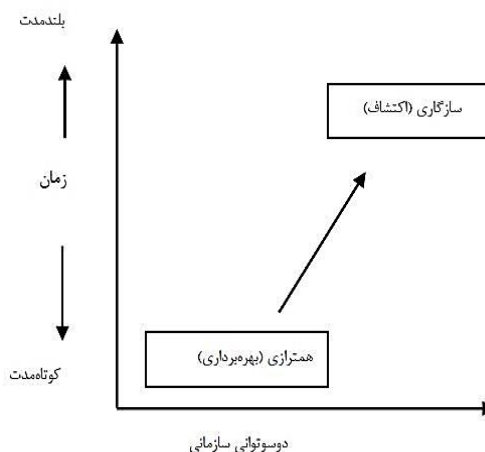 بلندمدت
سازگاری (اکتشاف)
زمان
همترازی (بهره‌برداری)
کوتاه‌مدت
دوسوتوانی سازمانی